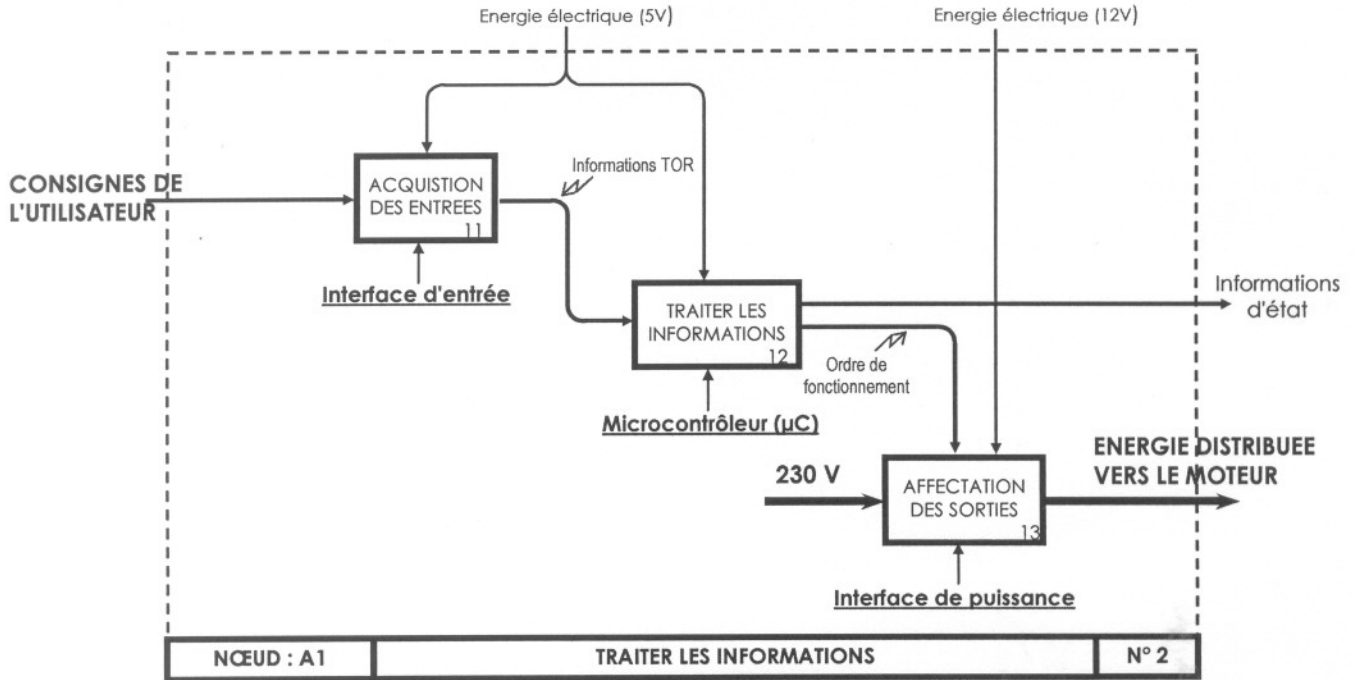 Energie électrique (5V)
Energie électrique (12V)
CONSIGNES DE
L'UTILISATEUR
ACQUISTION
DES ENTREES
11
Informations TOR
Interface d'entrée
TRAITER LES
INFORMATIONS
12
Informations
d'état
Ordre de
fonctionnement
Microcontrôleur (µC)
230 V
AFFECTATION
DES SORTIES
13
ENERGIE DISTRIBUEE
VERS LE MOTEUR
Interface de puissance
NŒUD : A1
TRAITER LES INFORMATIONS
N° 2